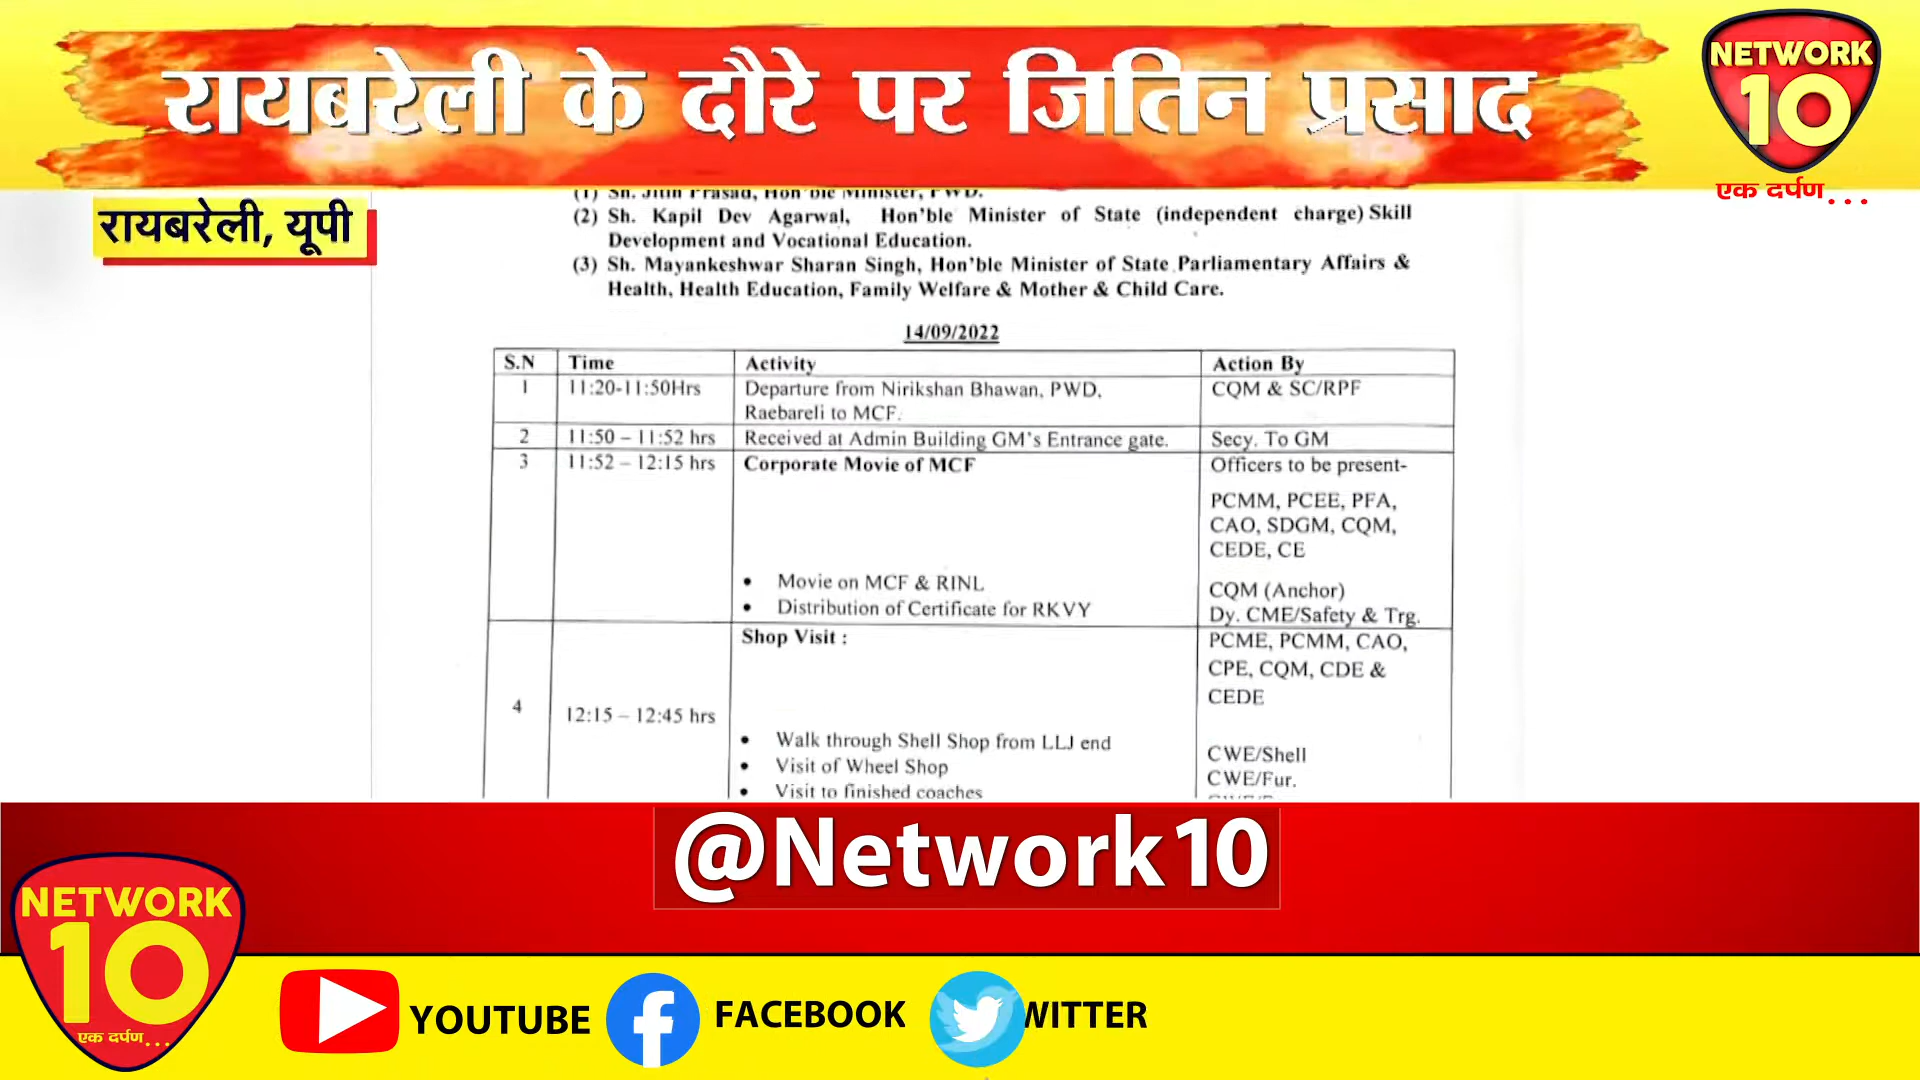 रायबरेली के दौरे पर जितिन प्रसाद
NETWORK
10
एक दर्पण...
रायबरेली, यूपी
(1) Sh. Jitin Prasad, Hon'ble Minister, PWD.
(2) Sh. Kapil Dev Agarwal, Hon'ble Minister of State (independent charge) Skill
Development and Vocational Education.
(3) Sh. Mayankeshwar Sharan Singh, Hon'ble Minister of State Parliamentary Affairs &
Health, Health Education, Family Welfare & Mother & Child Care.
14/09/2022
S.N Time Activity Action By
1 11:20-11:50Hrs Departure from Nirikshan Bhawan, PWD, CQM & SC/RPF
Raebareli to MCF.
2 11:50 – 11:52 hrs Received at Admin Building GM's Entrance gate. Secy. To GM
3 11:52 – 12:15 hrs Corporate Movie of MCF Officers to be present-
PCMM, PCEE, PFA,
CAO, SDGM, CQM,
CEDE, CE
• Movie on MCF & RINL CQM (Anchor)
• Distribution of Certificate for RKVY Dy. CME/Safety & Trg.
Shop Visit : PCME, PCMM, CAO,
CPE, CQM, CDE &
CEDE
4 12:15 – 12:45 hrs
• Walk through Shell Shop from LLJ end CWE/Shell
• Visit of Wheel Shop CWE/Fur.
• Visit to finished coaches
@Network10
NETWORK
10
एक दर्पण...
YOUTUBE FACEBOOK WITTER